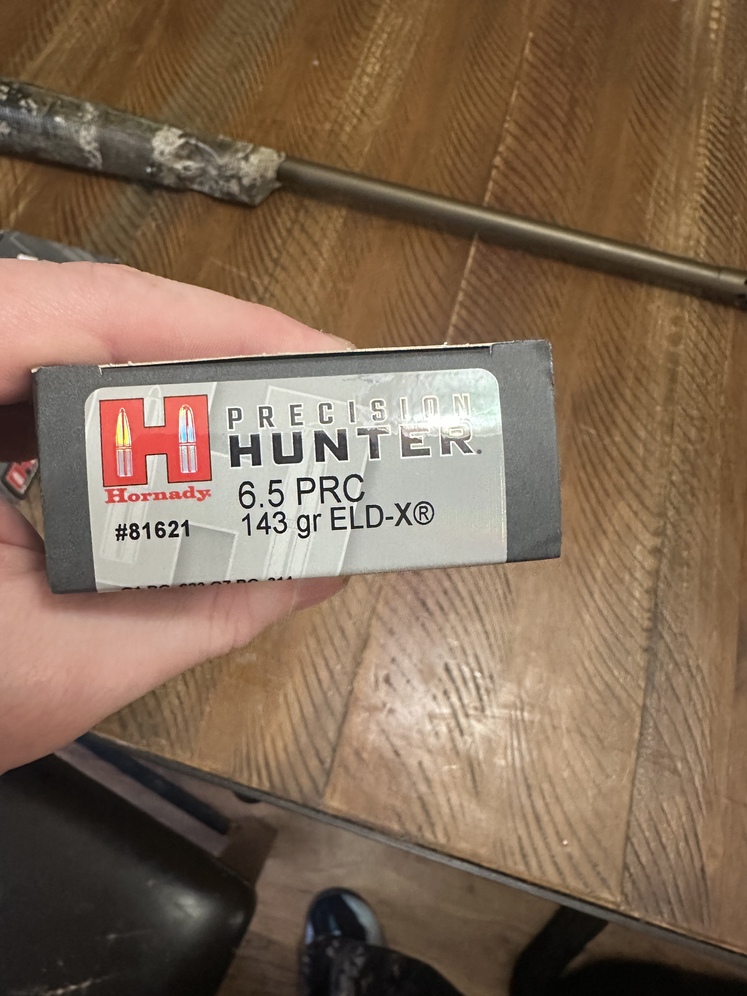 PRECISION
HUNTER.
H
Hornady.
6.5 PRC
#81621
143 gr ELD-X®